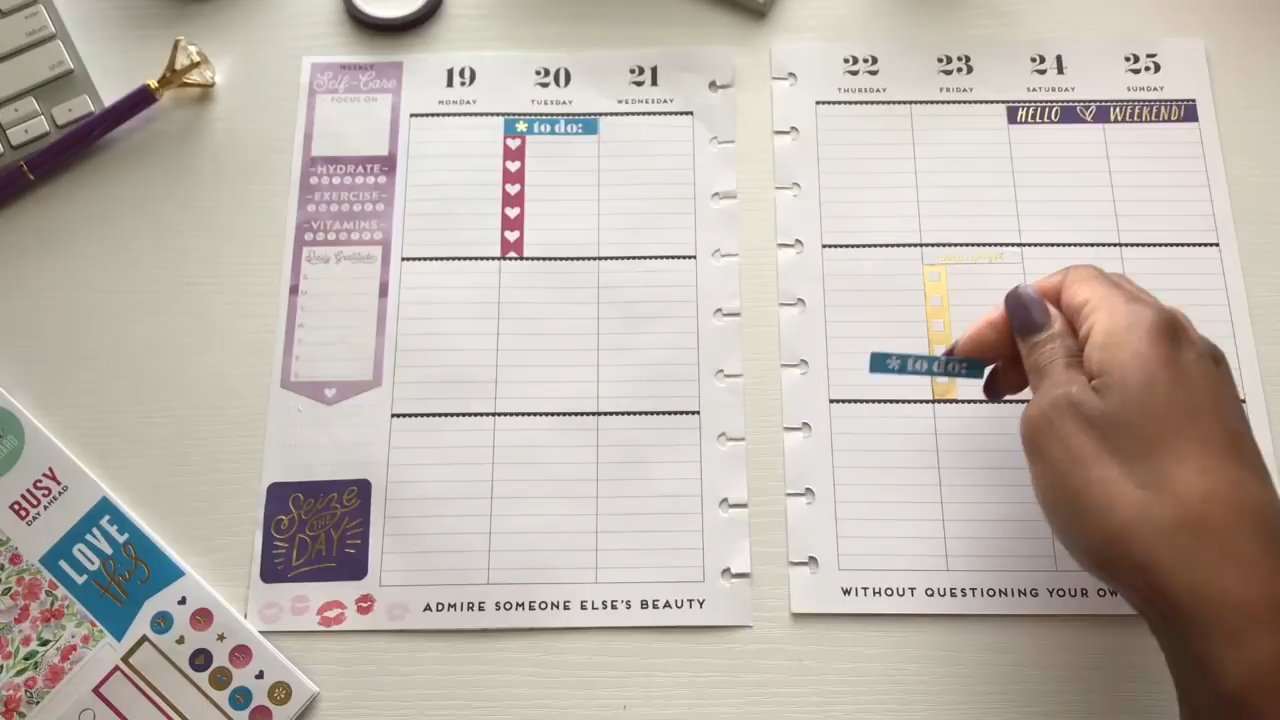 WEEKLY
Self-Care
FOCUS ON
HYDRATE
EXERCISE
VITAMINS
Daily Gratitude
Seize
THE
DAY
19
MONDAY
20
TUESDAY
21
WEDNESDAY
* to do:
ADMIRE SOMEONE ELSE'S BEAUTY
22
THURSDAY
23
FRIDAY
24
SATURDAY
25
SUNDAY
HELLO WEEKEND!
* to do:
WITHOUT QUESTIONING YOUR
BUSY
DAY AHEAD
LOVE
this
shift